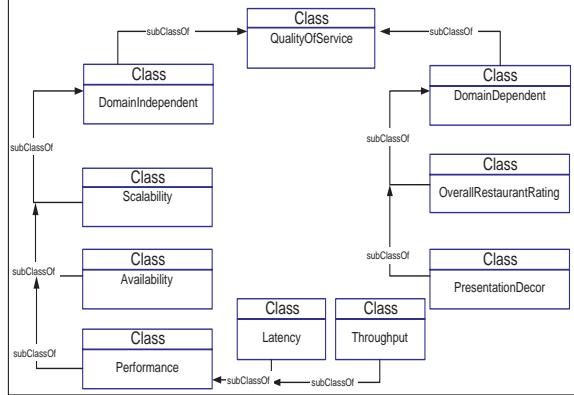 Class
QualityOfService
subClassOf
subClassOf
Class
DomainIndependent
Class
DomainDependent
subClassOf
subClassOf
Class
Scalability
Class
OverallRestaurantRating
subClassOf
subClassOf
Class
Availability
Class
PresentationDecor
Class
Latency
Class
Throughput
Class
Performance
subClassOf
subClassOf
subClassOf